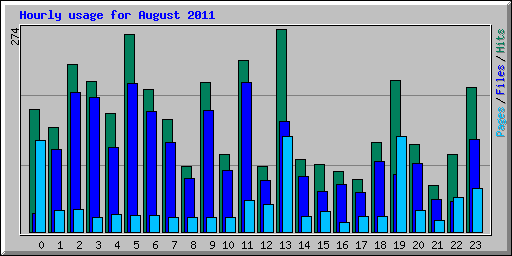 Hourly usage for August 2011
274
Pages/Files/Hits
0 1 2 3 4 5 6 7 8 9 10 11 12 13 14 15 16 17 18 19 20 21 22 23